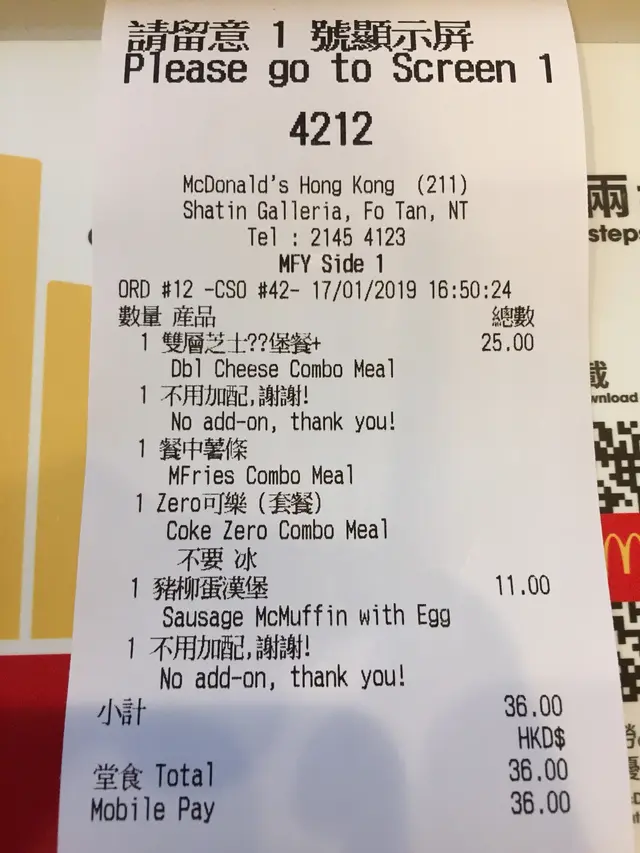 請留意 1 號顯示屏
Please go to Screen 1
4212
McDonald's Hong Kong (211)
Shatin Galleria, Fo Tan, NT
Tel : 2145 4123
MFY Side 1
ORD #12 -CSO #42- 17/01/2019 16:50:24
數量 産品 總數
1 雙層芝士??堡餐+ 25.00
Dbl Cheese Combo Meal
1 不用加配,謝謝!
No add-on, thank you!
1 餐中薯條
MFries Combo Meal
1 Zero可樂 (套餐)
Coke Zero Combo Meal
不要 冰
1 豬柳蛋漢堡 11.00
Sausage McMuffin with Egg
1 不用加配,謝謝!
No add-on, thank you!
小計 36.00
HKD$
堂食 Total 36.00
Mobile Pay 36.00
兩
steps
載